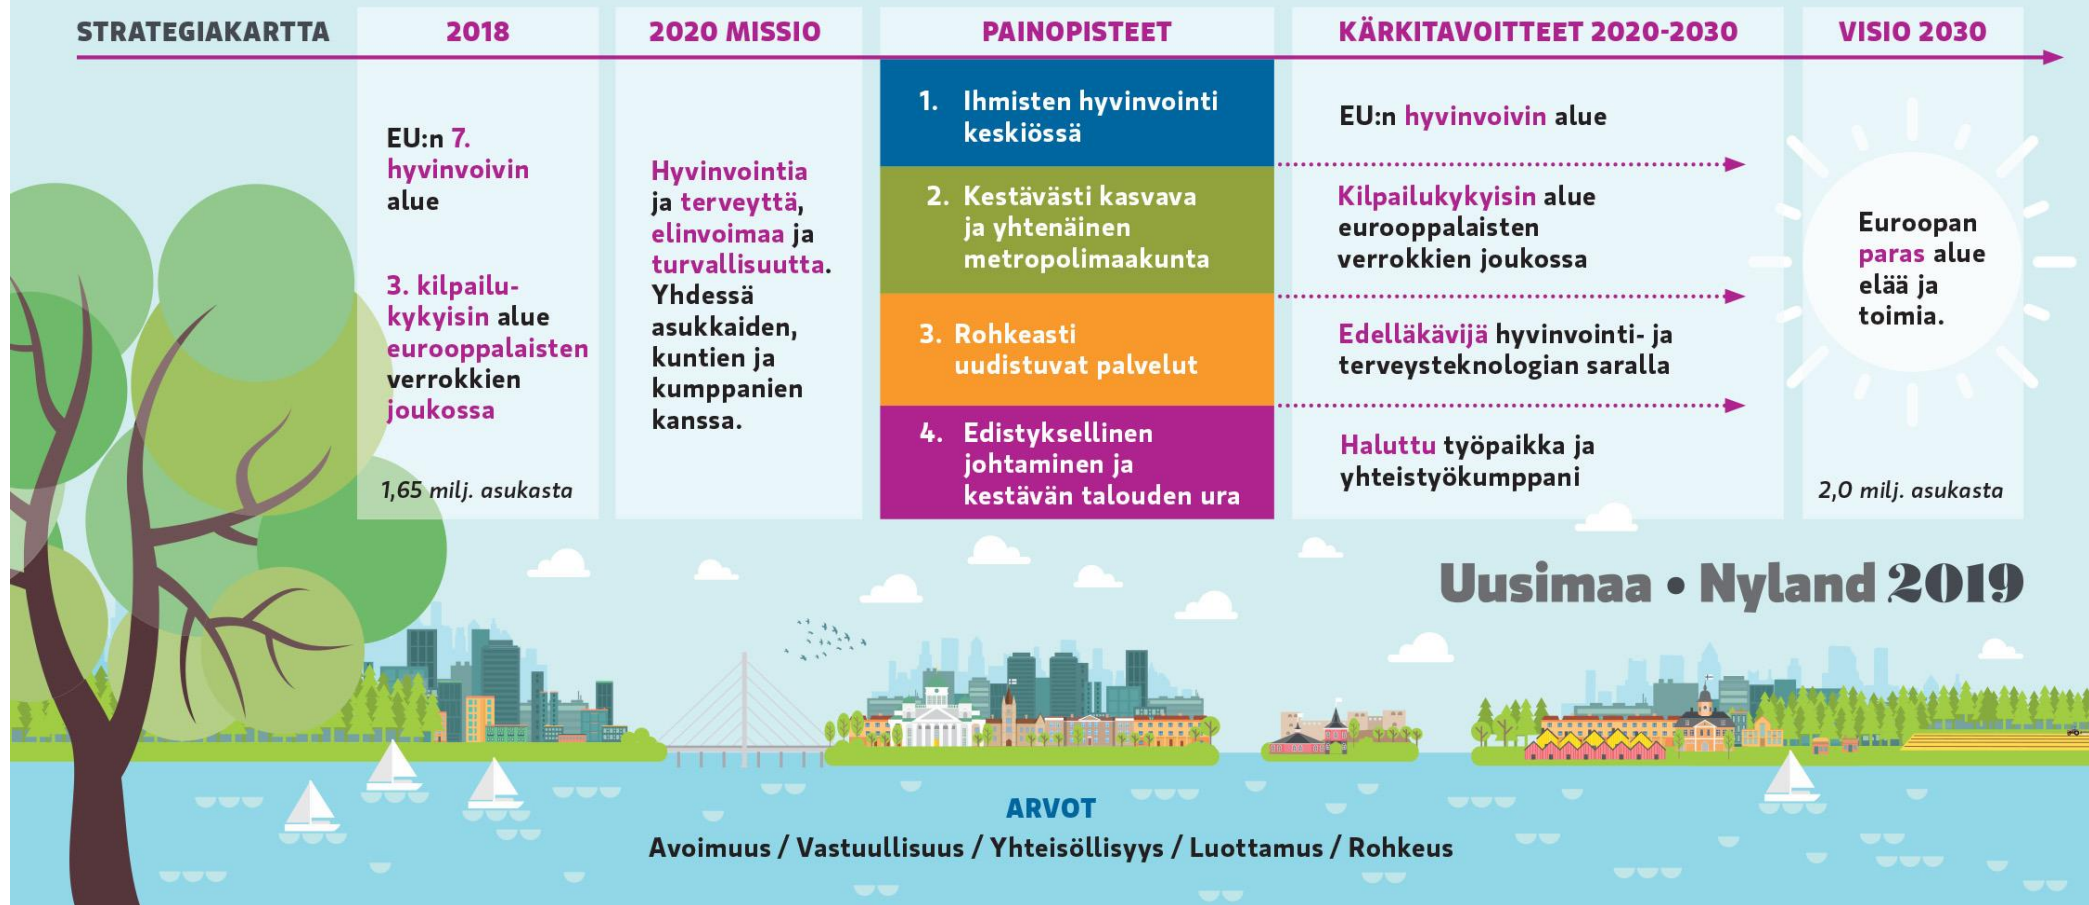 STRATEGIAKARTTA
2018
2020 MISSIO
PAINOPISTEET
KÄRKITAVOITTEET 2020-2030
VISIO 2030
EU:n 7.
hyvinvoivin
alue
3. kilpailu-
kykyisin alue
eurooppalaisten
verrokkien
joukossa
1,65 milj. asukasta
Hyvinvointia
ja terveyttä,
elinvoimaa ja
turvallisuutta.
Yhdessä
asukkaiden,
kuntien ja
kumppanien
kanssa.
1. Ihmisten hyvinvointi
keskiössä
2. Kestävästi kasvava
ja yhtenäinen
metropolimaakunta
3. Rohkeasti
uudistuvat palvelut
4. Edistyksellinen
johtaminen ja
kestävän talouden ura
EU:n hyvinvoivin alue
Kilpailukykyisin alue
eurooppalaisten
verrokkien joukossa
Edelläkävijä hyvinvointi- ja
terveysteknologian saralla
Haluttu työpaikka ja
yhteistyökumppani
Euroopan
paras alue
elää ja
toimia.
2,0 milj. asukasta
Uusimaa • Nyland 2019
ARVOT
Avoimuus / Vastuullisuus / Yhteisöllisyys / Luottamus / Rohkeus